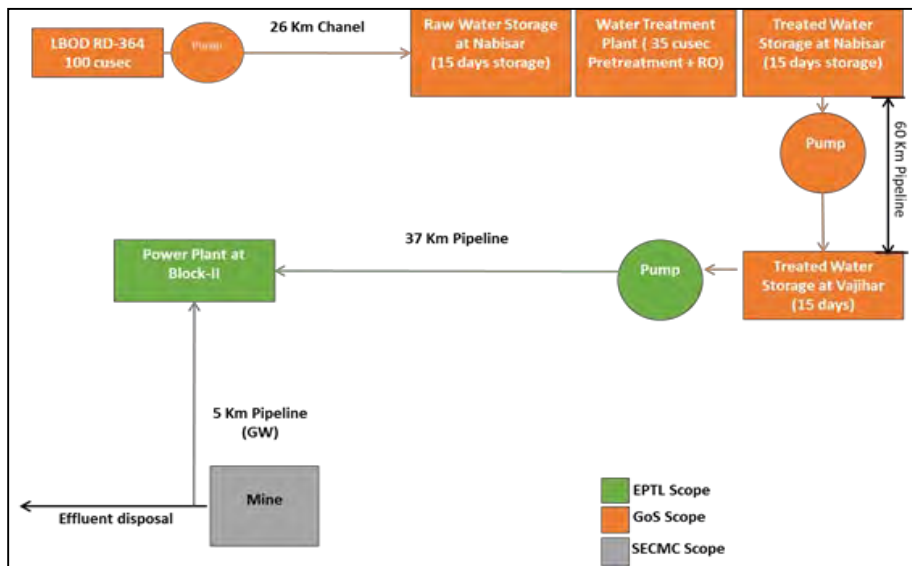 26 Km Chanel
LBOD RD-364
100 cusec
Pump
Raw Water Storage
at Nabisar
(15 days storage)
Water Treatment
Plant ( 35 cusec
Pretreatment + RO)
Treated Water
Storage at Nabisar
(15 days storage)
Pump
60 Km Pipeline
37 Km Pipeline
Power Plant at
Block-II
Pump
Treated Water
Storage at Vajihar
(15 days)
5 Km Pipeline
(GW)
Mine
Effluent disposal
EPTL Scope
GoS Scope
SECMC Scope